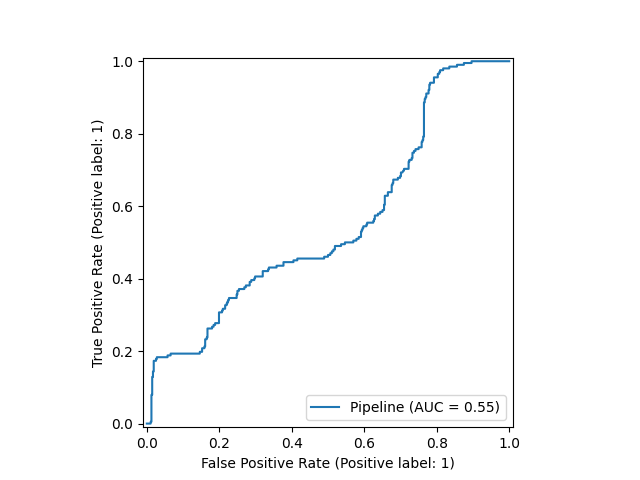 1.0
0.8
0.6
0.4
0.2
0.0
True Positive Rate (Positive label: 1)
Pipeline (AUC = 0.55)
0.0 0.2 0.4 0.6 0.8 1.0
False Positive Rate (Positive label: 1)